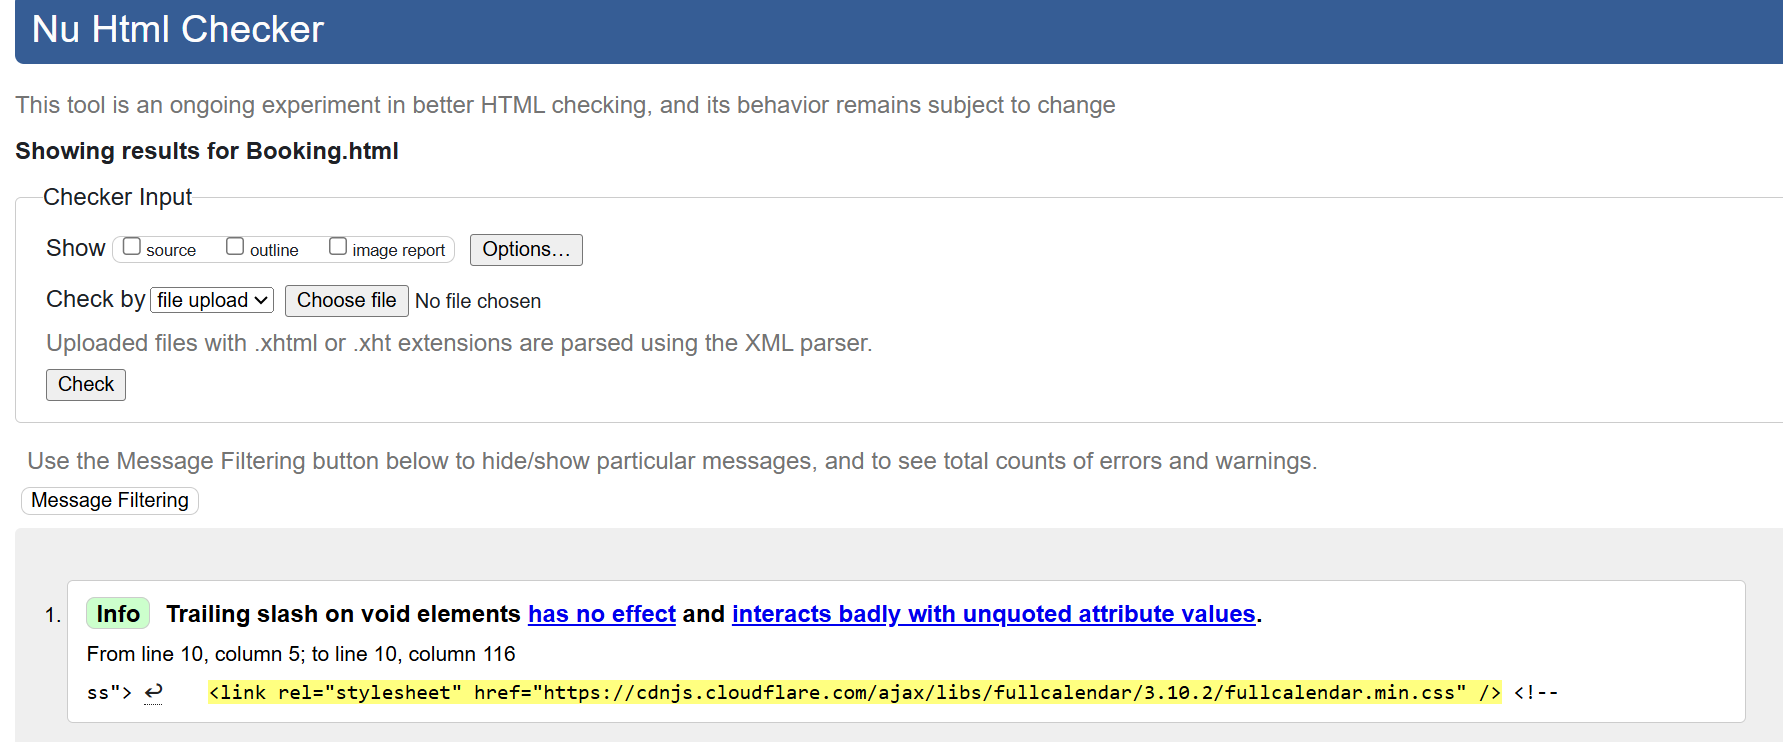 Nu Html Checker
This tool is an ongoing experiment in better HTML checking, and its behavior remains subject to change
Showing results for Booking.html
Checker Input
Show source outline image report Options…
Check by file upload Choose file No file chosen
Uploaded files with .xhtml or .xht extensions are parsed using the XML parser.
Check
Use the Message Filtering button below to hide/show particular messages, and to see total counts of errors and warnings.
Message Filtering
1. Info Trailing slash on void elements has no effect and interacts badly with unquoted attribute values.
From line 10, column 5; to line 10, column 116
ss"> ↩ <link rel="stylesheet" href="https://cdnjs.cloudflare.com/ajax/libs/fullcalendar/3.10.2/fullcalendar.min.css" /> <!--